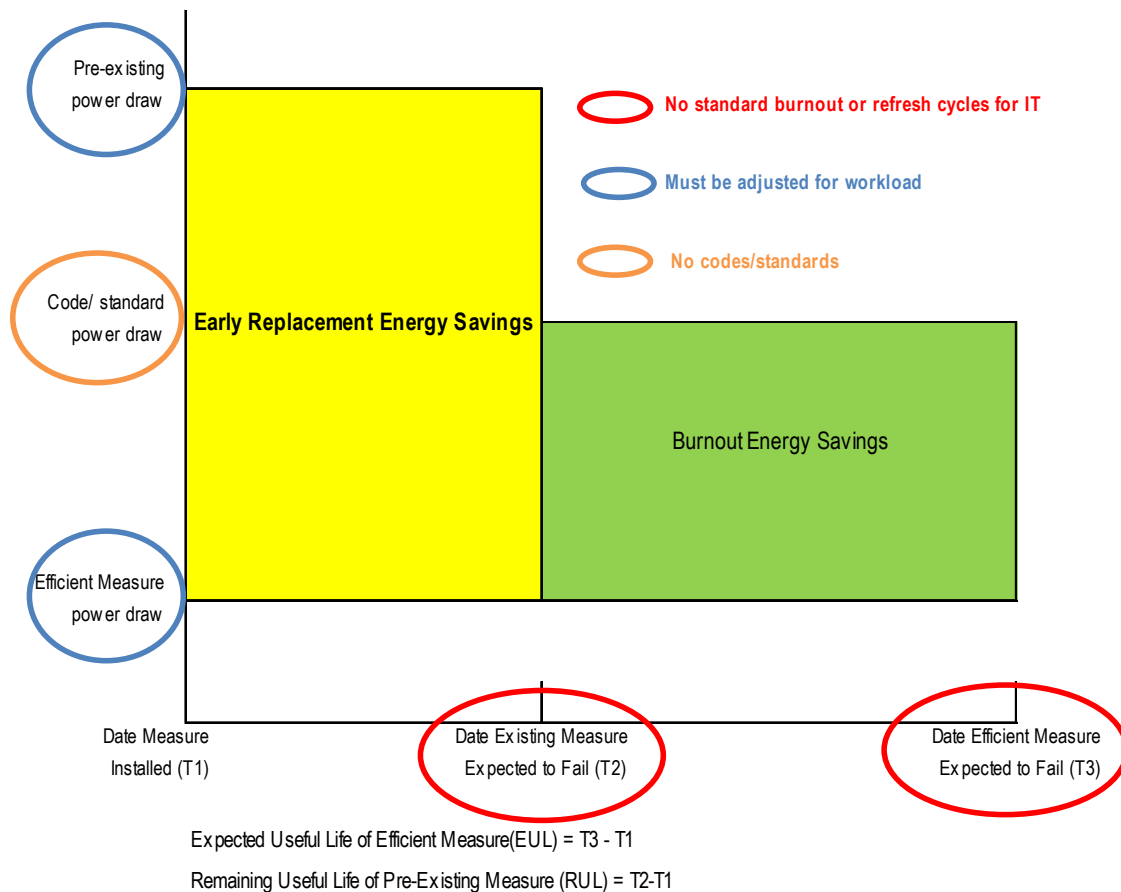 Pre-existing
power draw
No standard burnout or refresh cycles for IT
Must be adjusted for workload
No codes/standards
Code/ standard
power draw
Early Replacement Energy Savings
Burnout Energy Savings
Efficient Measure
power draw
Date Measure
Installed (T1)
Date Existing Measure
Expected to Fail (T2)
Date Efficient Measure
Expected to Fail (T3)
Expected Useful Life of Efficient Measure(EUL) = T3 - T1
Remaining Useful Life of Pre-Existing Measure (RUL) = T2-T1